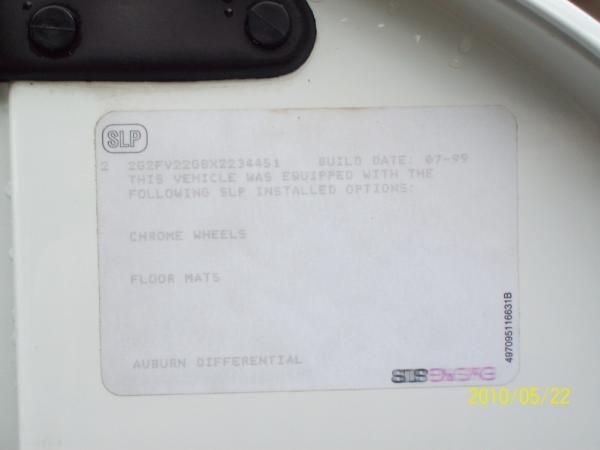 SLP
2 2G2FV22G8X2234451 BUILD DATE: 07-99
THIS VEHICLE WAS EQUIPPED WITH THE
FOLLOWING SLP INSTALLED OPTIONS:
CHROME WHEELS
FLOOR MATS
AUBURN DIFFERENTIAL
497095116631B
2010/05/22